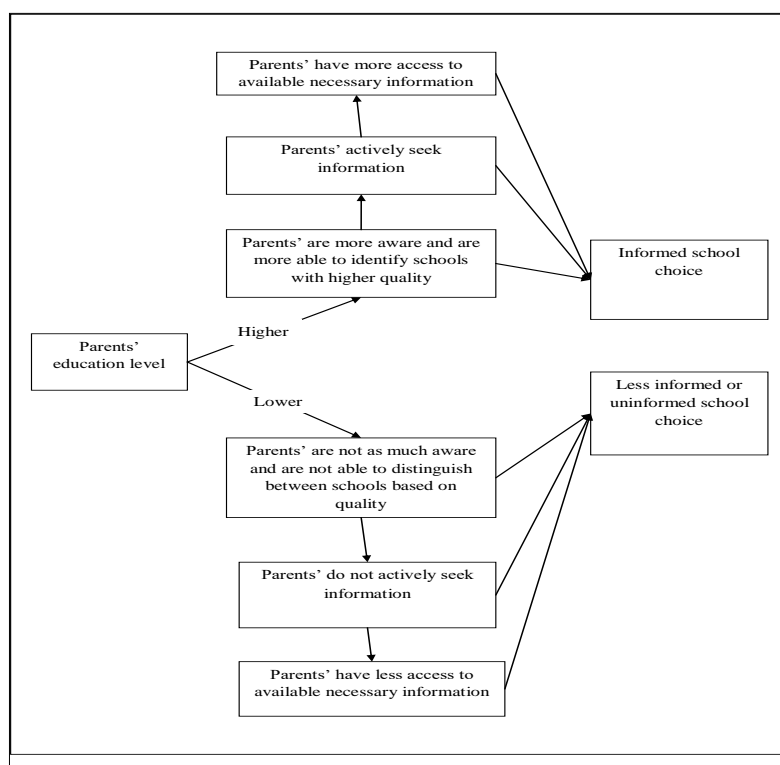 Parents’ have more access to
available necessary information
Parents’ actively seek
information
Parents’ are more aware and are
more able to identify schools
with higher quality
Informed school
choice
Higher
Parents’
education level
Lower
Less informed or
uninformed school
choice
Parents’ are not as much aware
and are not able to distinguish
between schools based on
quality
Parents’ do not actively seek
information
Parents’ have less access to
available necessary information